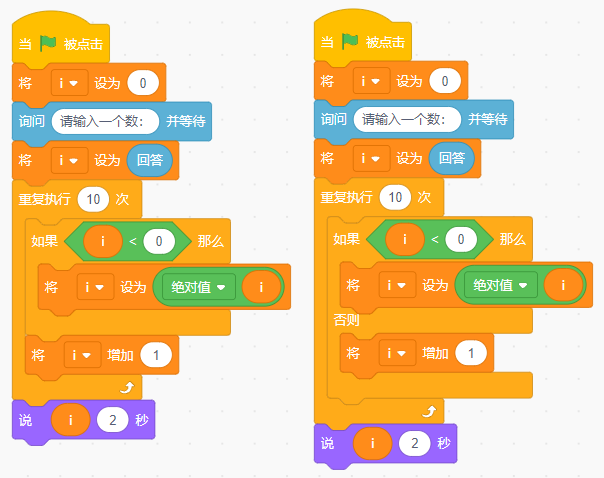 当 被点击
将 i 设为 0
询问 请输入一个数: 并等待
将 i 设为 回答
重复执行 10 次
如果 i < 0 那么
将 i 设为 绝对值 i
将 i 增加 1
说 i 2 秒
当 被点击
将 i 设为 0
询问 请输入一个数: 并等待
将 i 设为 回答
重复执行 10 次
如果 i < 0 那么
将 i 设为 绝对值 i
否则
将 i 增加 1
说 i 2 秒